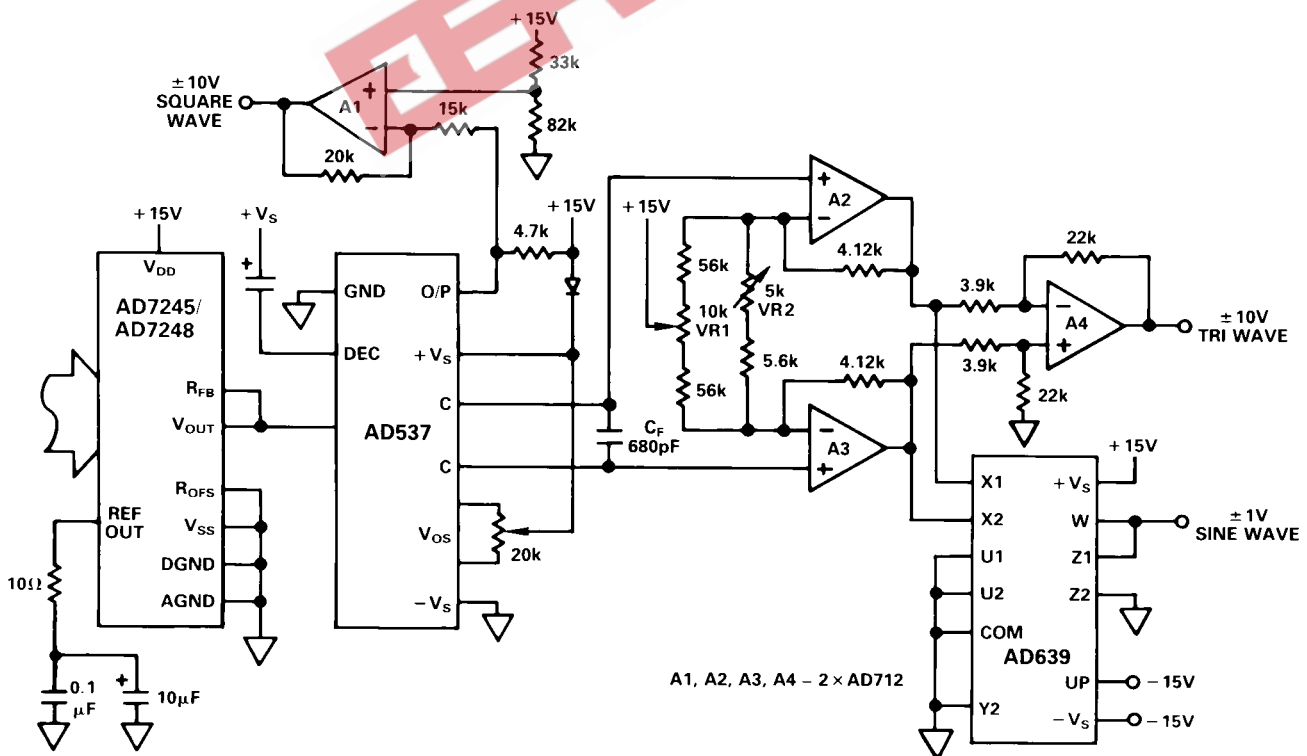 +15V
33k
±10V
SQUARE
WAVE
A1
+
−
15k
82k
20k
+15V
+VS
+15V
+15V
4.7k
VDD
AD7245/
AD7248
GND
O/P
DEC
+VS
RFB
VOUT
AD537
C
C
CF
680pF
ROFS
VSS
DGND
AGND
REF
OUT
VOS
20k
−VS
10Ω
0.1
μF
+
10μF
56k
10k
VR1
56k
5k
VR2
5.6k
+
−
A2
4.12k
4.12k
−
+
A3
3.9k
3.9k
22k
−
+
A4
22k
±10V
TRI WAVE
+15V
X1
+VS
X2
W
±1V
SINE WAVE
U1
Z1
U2
Z2
COM
AD639
UP
−15V
Y2
−VS
−15V
A1, A2, A3, A4 – 2 × AD712